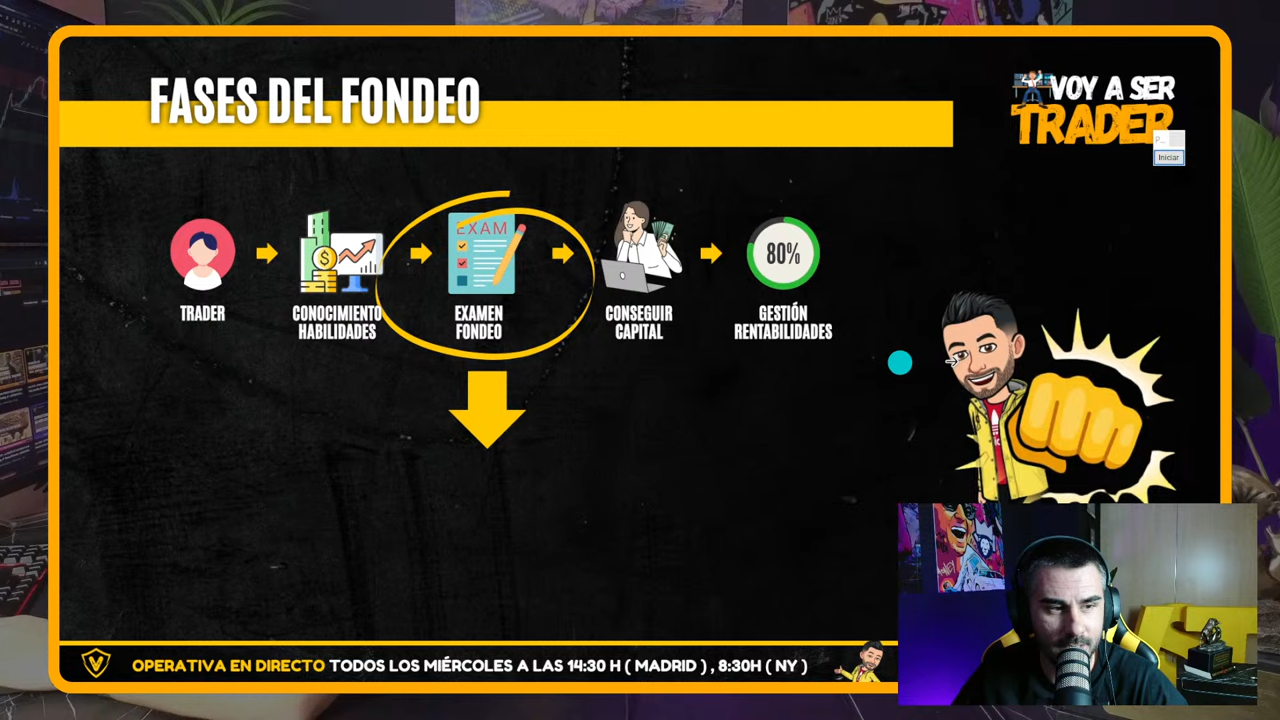 FASES DEL FONDEO
VOY A SER
TRADER
P...
Iniciar
EXAM
80%
TRADER
CONOCIMIENTO
HABILIDADES
EXAMEN
FONDEO
CONSEGUIR
CAPITAL
GESTIÓN
RENTABILIDADES
OPERATIVA EN DIRECTO TODOS LOS MIÉRCOLES A LAS 14:30 H ( MADRID ) , 8:30H ( NY )